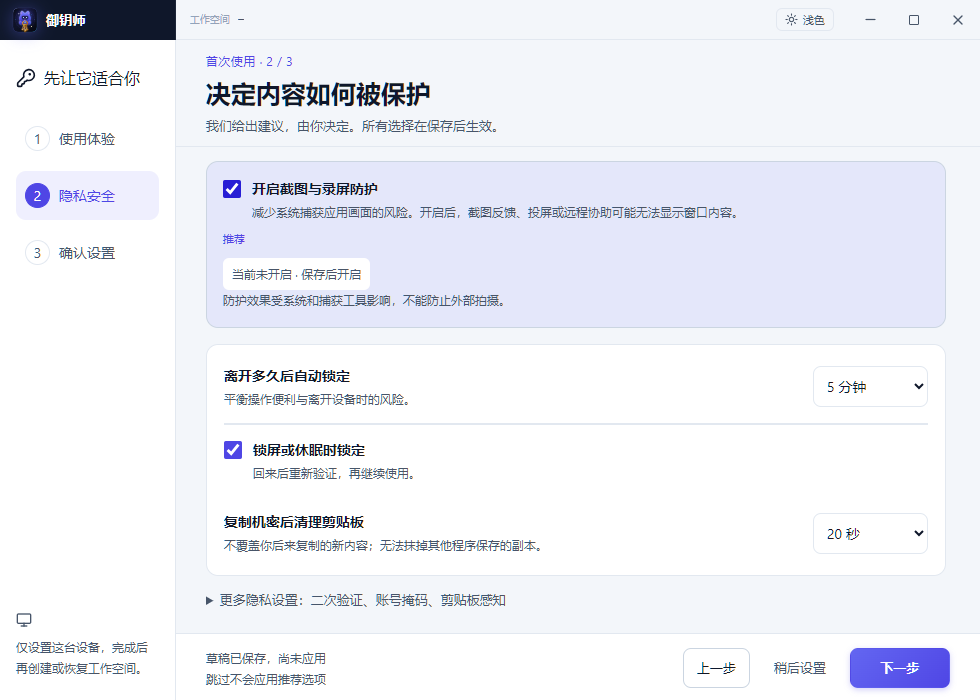 御钥师
工作空间 –
浅色
先让它适合你
1 使用体验
2 隐私安全
3 确认设置
仅设置这台设备，完成后
再创建或恢复工作空间。
首次使用 · 2 / 3
决定内容如何被保护
我们给出建议，由你决定。所有选择在保存后生效。
开启截图与录屏防护
减少系统捕获应用画面的风险。开启后，截图反馈、投屏或远程协助可能无法显示窗口内容。
推荐
当前未开启 · 保存后开启
防护效果受系统和捕获工具影响，不能防止外部拍摄。
离开多久后自动锁定
平衡操作便利与离开设备时的风险。
5 分钟
锁屏或休眠时锁定
回来后重新验证，再继续使用。
复制机密后清理剪贴板
不覆盖你后来复制的新内容；无法抹掉其他程序保存的副本。
20 秒
更多隐私设置：二次验证、账号掩码、剪贴板感知
草稿已保存，尚未应用
跳过不会应用推荐选项
上一步
稍后设置
下一步